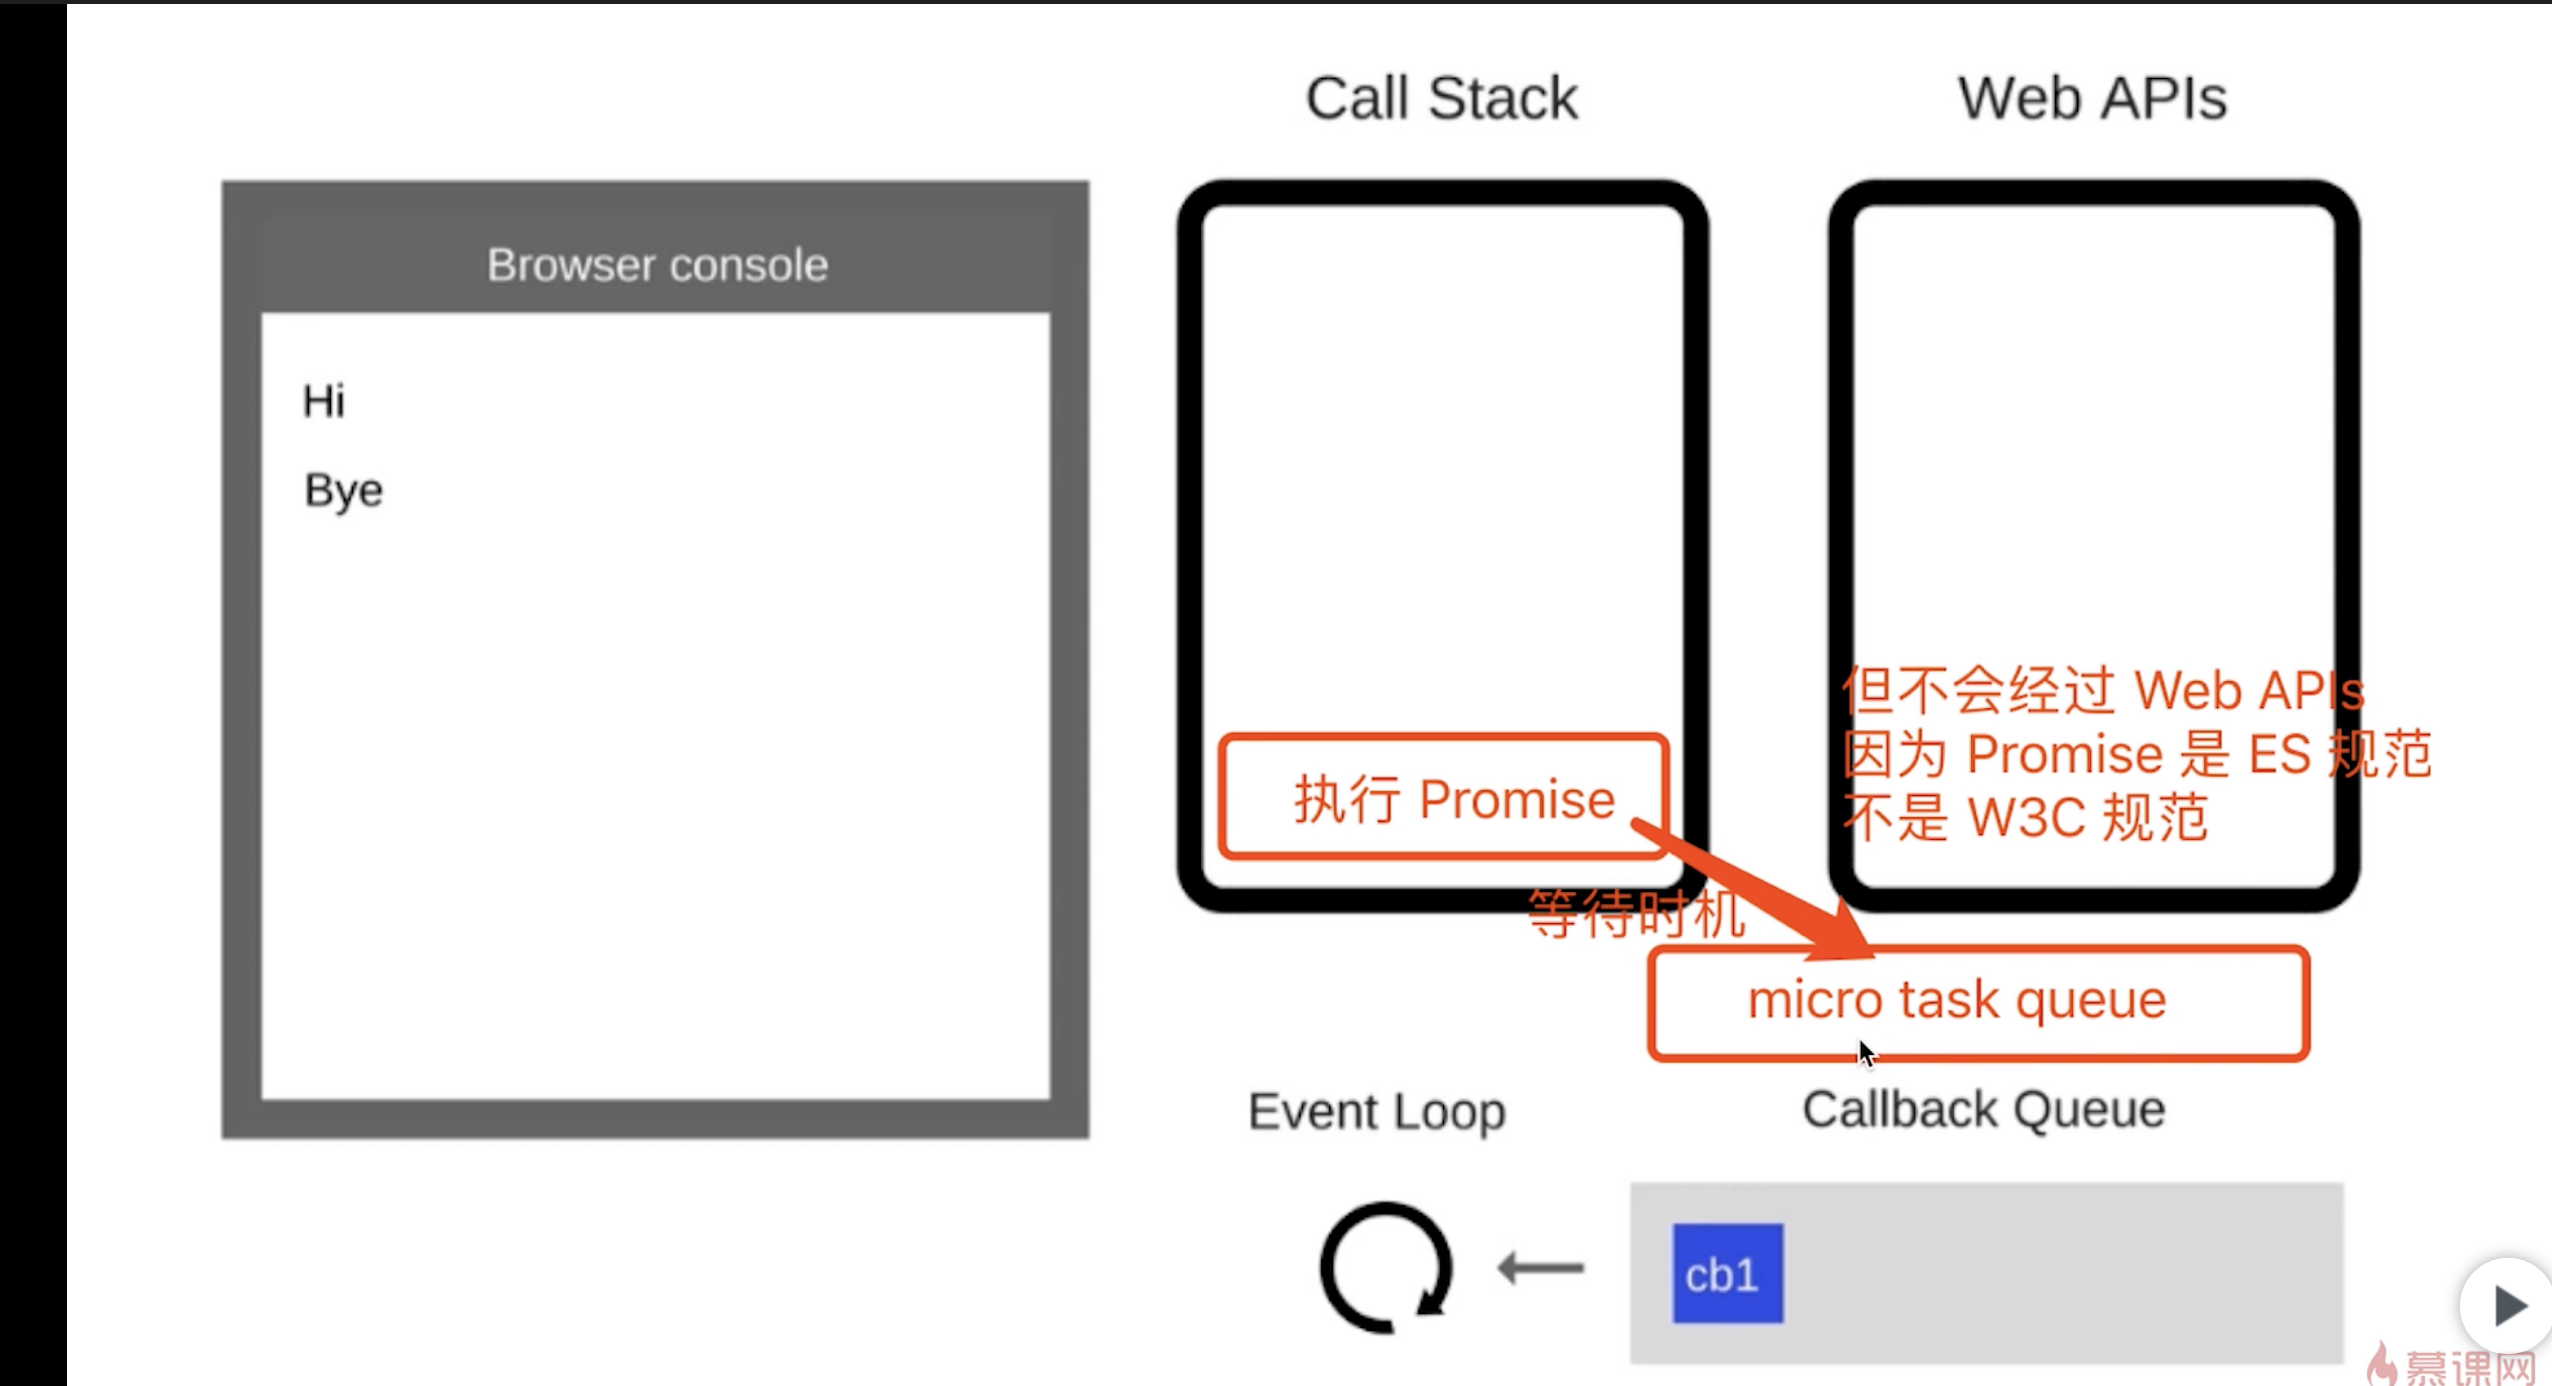 Call Stack
Web APIs
Browser console
Hi
Bye
但不会经过 Web APIs
因为 Promise 是 ES 规范
不是 W3C 规范
执行 Promise
等待时机
micro task queue
Event Loop
Callback Queue
cb1
慕课网